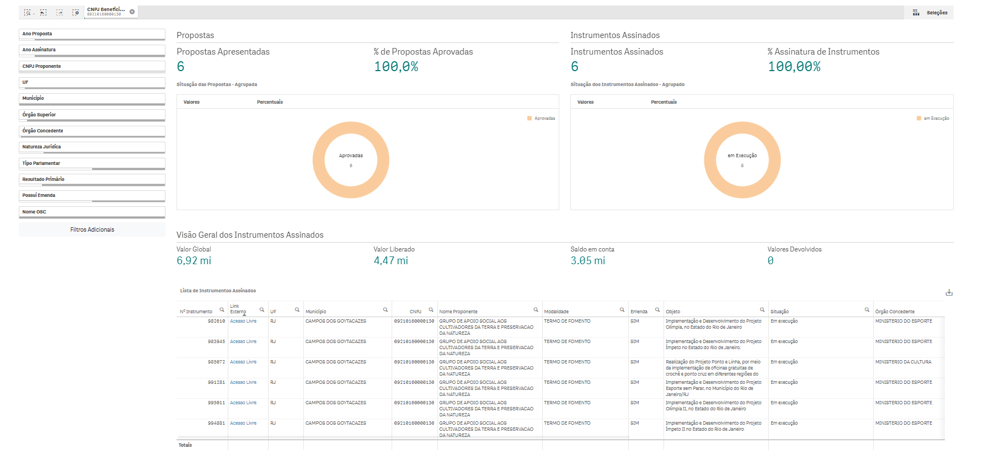 CNPJ Benefici...
09210160000130
Seleções
Ano Proposta
Ano Assinatura
CNPJ Proponente
UF
Município
Órgão Superior
Órgão Concedente
Natureza Jurídica
Tipo Parlamentar
Resultado Primário
Possui Emenda
Nome OSC
Filtros Adicionais
Propostas
Propostas Apresentadas
6
% de Propostas Aprovadas
100,0%
Situação das Propostas - Agrupada
Valores Percentuais
Aprovadas
Aprovadas
6
Instrumentos Assinados
Instrumentos Assinados
6
% Assinatura de Instrumentos
100,00%
Situação dos Instrumentos Assinados - Agrupado
Valores Percentuais
em Execução
em Execução
6
Visão Geral dos Instrumentos Assinados
Valor Global
6,92 mi
Valor Liberado
4,47 mi
Saldo em conta
3.05 mi
Valores Devolvidos
0
Lista de Instrumentos Assinados
Nº Instrumento
Link
Externo
UF
Município
CNPJ
Nome Proponente
Modalidade
Emenda
Objeto
Situação
Órgão Concedente
982610 Acesso Livre RJ CAMPOS DOS GOYTACAZES 09210160000130 GRUPO DE APOIO SOCIAL AOS TERMO DE FOMENTO SIM Implementação e Desenvolvimento do Projeto Em execução MINISTERIO DO ESPORTE
CULTIVADORES DA TERRA E PRESERVACAO Olímpia, no Estado do Rio de Janeiro
DA NATUREZA
983945 Acesso Livre RJ CAMPOS DOS GOYTACAZES 09210160000130 GRUPO DE APOIO SOCIAL AOS TERMO DE FOMENTO SIM Implementação e Desenvolvimento do Projeto Em execução MINISTERIO DO ESPORTE
CULTIVADORES DA TERRA E PRESERVACAO Ímpeto no Estado do Rio de Janeiro.
DA NATUREZA
985072 Acesso Livre RJ CAMPOS DOS GOYTACAZES 09210160000130 GRUPO DE APOIO SOCIAL AOS TERMO DE FOMENTO SIM Realização do Projeto Ponto e Linha, por meio Em execução MINISTERIO DA CULTURA
CULTIVADORES DA TERRA E PRESERVACAO da implementação de oficinas gratuitas de
DA NATUREZA crochê e ponto cruz em diferentes regiões do
991281 Acesso Livre RJ CAMPOS DOS GOYTACAZES 09210160000130 GRUPO DE APOIO SOCIAL AOS TERMO DE FOMENTO SIM Implementação e Desenvolvimento do Projeto Em execução MINISTERIO DO ESPORTE
CULTIVADORES DA TERRA E PRESERVACAO Esporte sem Parar, no Município do Rio de
DA NATUREZA Janeiro/RJ
995011 Acesso Livre RJ CAMPOS DOS GOYTACAZES 09210160000130 GRUPO DE APOIO SOCIAL AOS TERMO DE FOMENTO SIM Implementação e Desenvolvimento do Projeto Em execução MINISTERIO DO ESPORTE
CULTIVADORES DA TERRA E PRESERVACAO Olímpia II, no Estado do Rio de Janeiro
DA NATUREZA
994881 Acesso Livre RJ CAMPOS DOS GOYTACAZES 09210160000130 GRUPO DE APOIO SOCIAL AOS TERMO DE FOMENTO SIM Implementação e Desenvolvimento do Projeto Em execução MINISTERIO DO ESPORTE
CULTIVADORES DA TERRA E PRESERVACAO Ímpeto II no Estado do Rio de Janeiro
DA NATUREZA
Totais